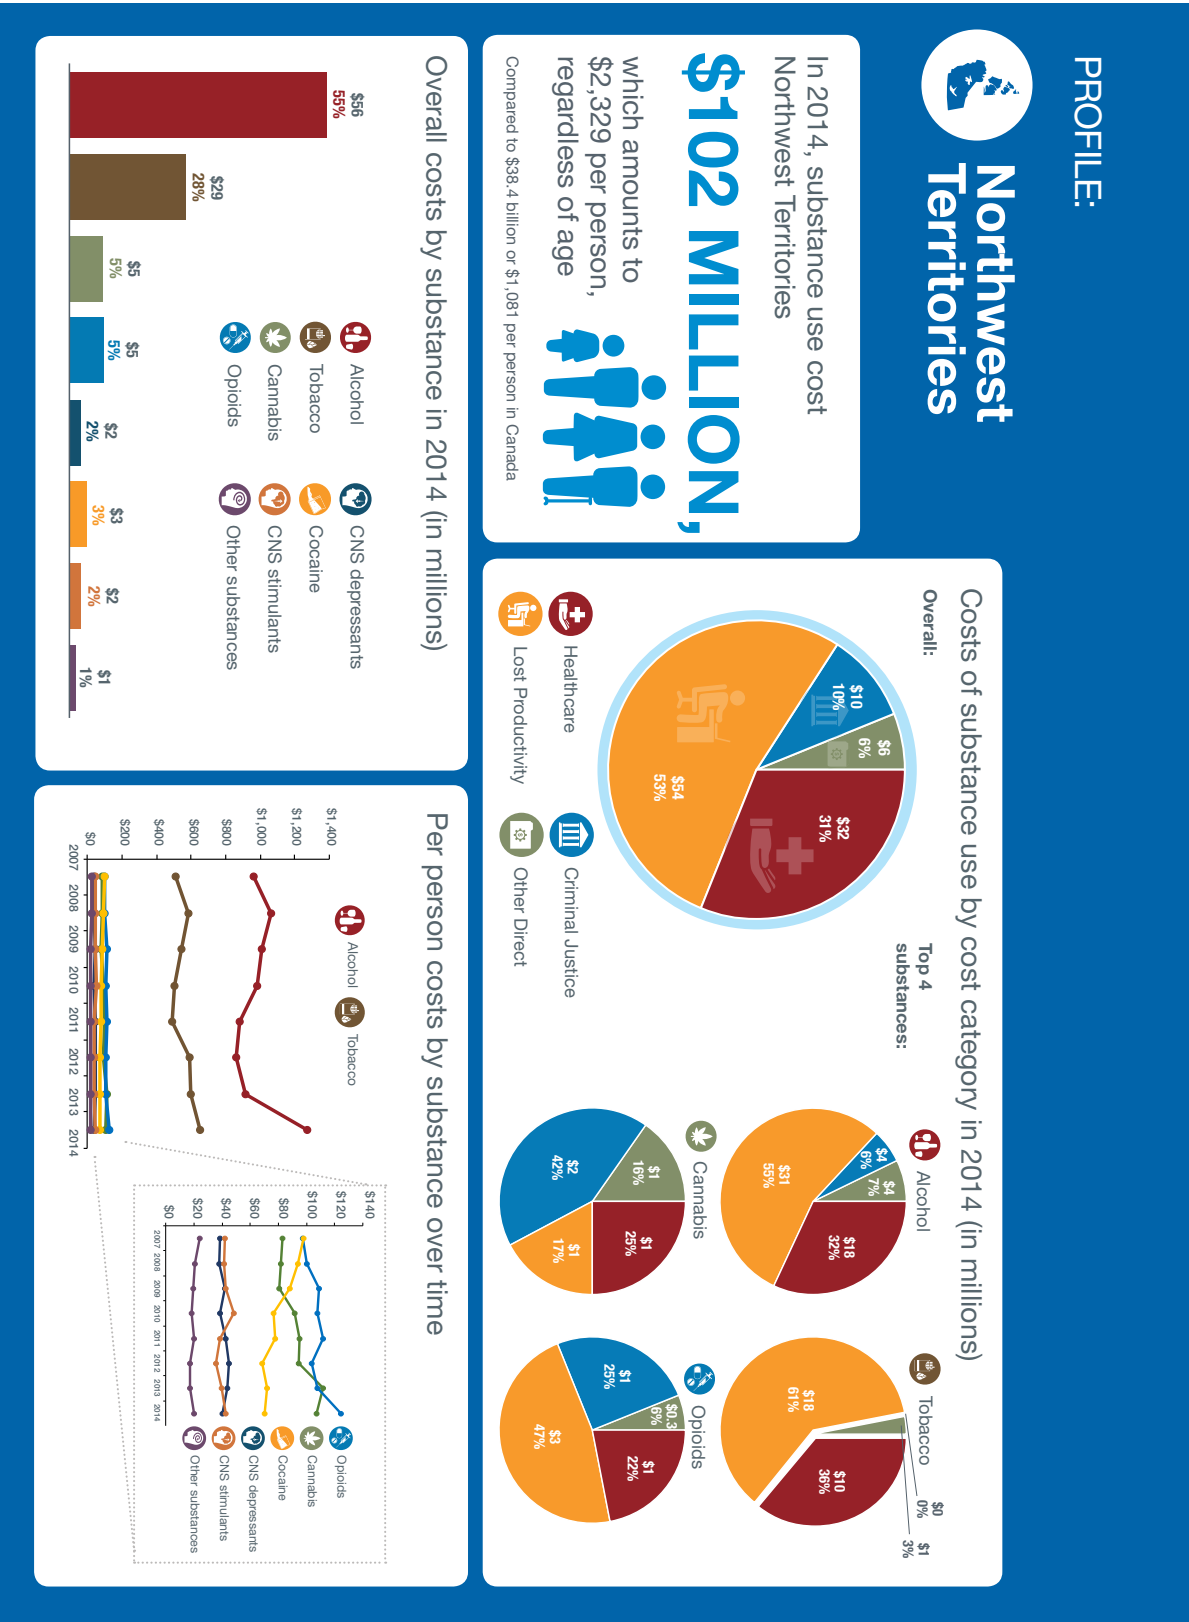 PROFILE:
Northwest
Territories
In 2014, substance use cost
Northwest Territories
$102 MILLION,
which amounts to
$2,329 per person,
regardless of age
Compared to $38.4 billion or $1,081 per person in Canada
Costs of substance use by cost category in 2014 (in millions)
Overall:
$10
10%
$6
6%
$32
31%
$54
53%
Healthcare
Lost Productivity
Criminal Justice
Other Direct
Top 4
substances:
Alcohol
$4
6%
$4
7%
$18
32%
$31
55%
Tobacco
$0
0%
$1
3%
$10
36%
$18
61%
Cannabis
$1
16%
$1
25%
$1
17%
$2
42%
Opioids
$1
25%
$0.3
6%
$1
22%
$3
47%
Overall costs by substance in 2014 (in millions)
Alcohol
Tobacco
Cannabis
Opioids
CNS depressants
Cocaine
CNS stimulants
Other substances
$56
55%
$29
28%
$5
5%
$5
5%
$2
2%
$3
3%
$2
2%
$1
1%
Per person costs by substance over time
Alcohol
Tobacco
$1,400
$1,200
$1,000
$800
$600
$400
$200
$0
2007 2008 2009 2010 2011 2012 2013 2014
$140
$120
$100
$80
$60
$40
$20
$0
2007 2008 2009 2010 2011 2012 2013 2014
Opioids
Cannabis
Cocaine
CNS depressants
CNS stimulants
Other substances